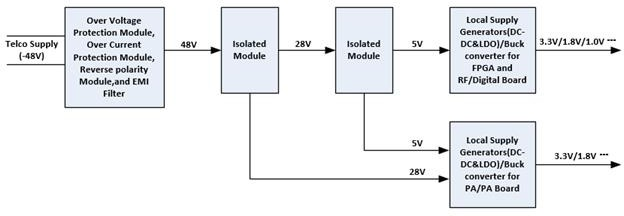 Telco Supply
(-48V)
Over Voltage
Protection Module,
Over Current
Protection Module,
Reverse polarity
Module,and EMI
Filter
48V
Isolated
Module
28V
Isolated
Module
5V
Local Supply
Generators(DC-
DC&LDO)/Buck
converter for
FPGA and
RF/Digital Board
3.3V/1.8V/1.0V ···
5V
28V
Local Supply
Generators(DC-
DC&LDO)/Buck
converter for
PA/PA Board
3.3V/1.8V ···